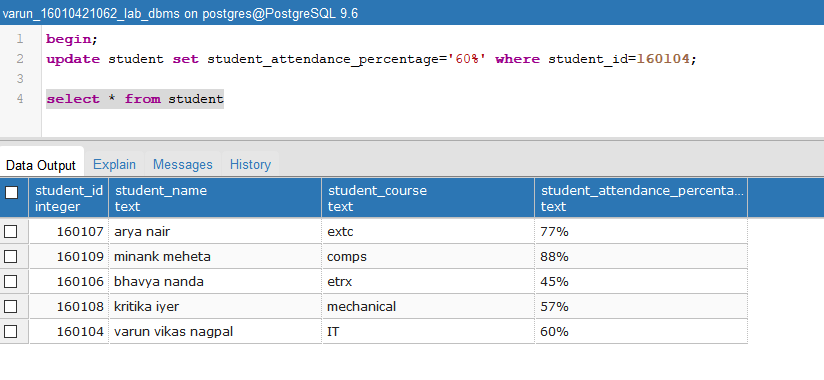 varun_16010421062_lab_dbms on postgres@PostgreSQL 9.6
1 begin;
2 update student set student_attendance_percentage='60%' where student_id=160104;
3
4 select * from student
Data Output Explain Messages History
student_id student_name student_course student_attendance_percenta...
integer text text text
160107 arya nair extc 77%
160109 minank meheta comps 88%
160106 bhavya nanda etrx 45%
160108 kritika iyer mechanical 57%
160104 varun vikas nagpal IT 60%